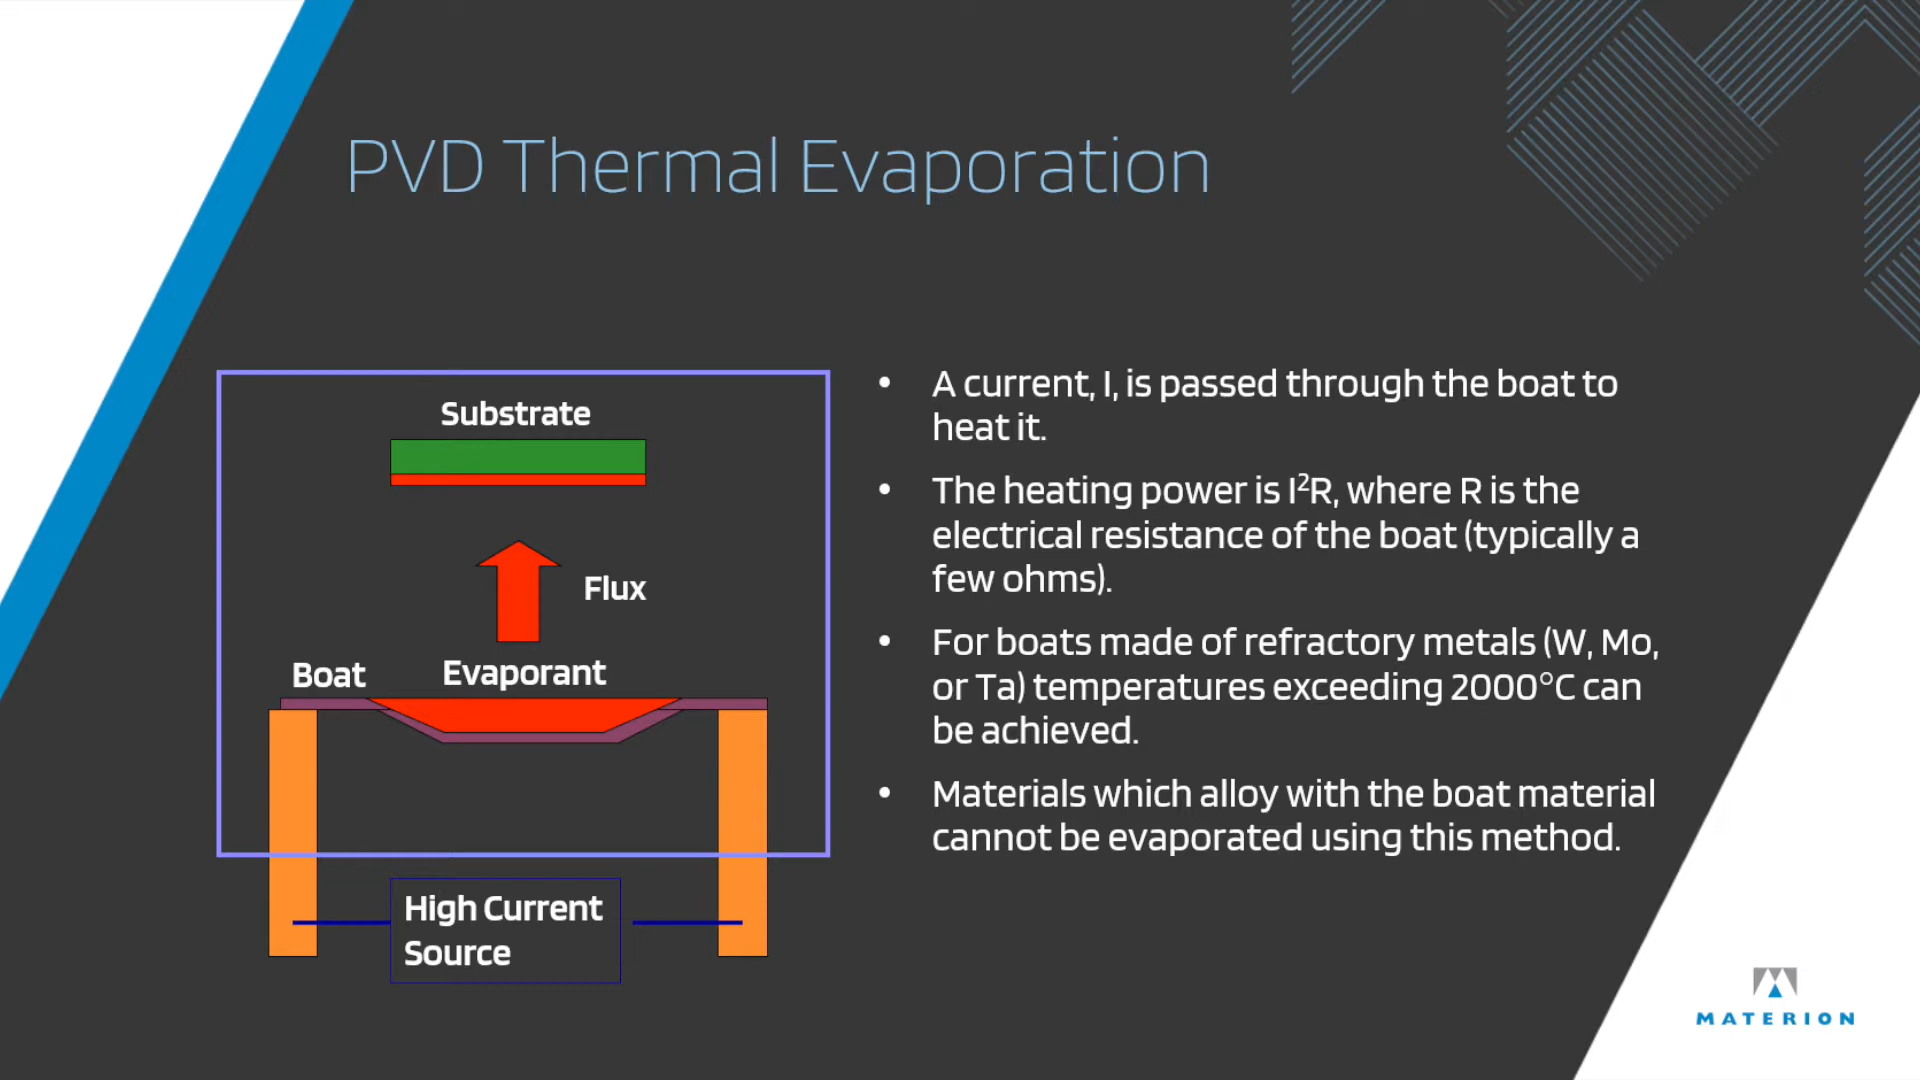 PVD Thermal Evaporation
Substrate
Flux
Boat
Evaporant
High Current
Source
• A current, I, is passed through the boat to
heat it.
• The heating power is I²R, where R is the
electrical resistance of the boat (typically a
few ohms).
• For boats made of refractory metals (W, Mo,
or Ta) temperatures exceeding 2000°C can
be achieved.
• Materials which alloy with the boat material
cannot be evaporated using this method.
MATERION